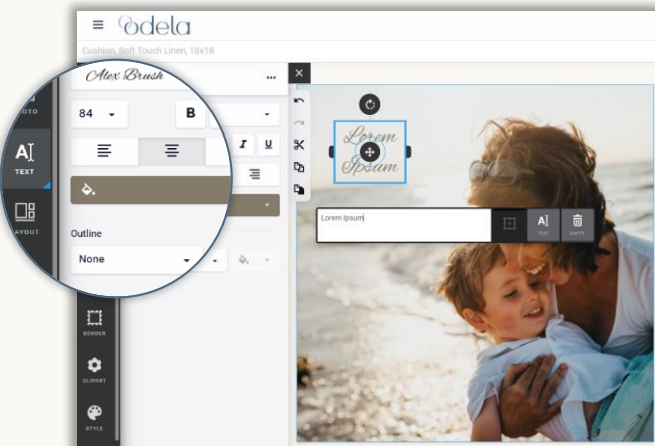 Odela
Cushion, Soft Touch Linen, 18x18
Alex Brush
84
B
I U
TEXT
Outline
None
BORDER
CLIPART
STYLE
Lorem
Ipsum
Lorem Ipsum
TEXT